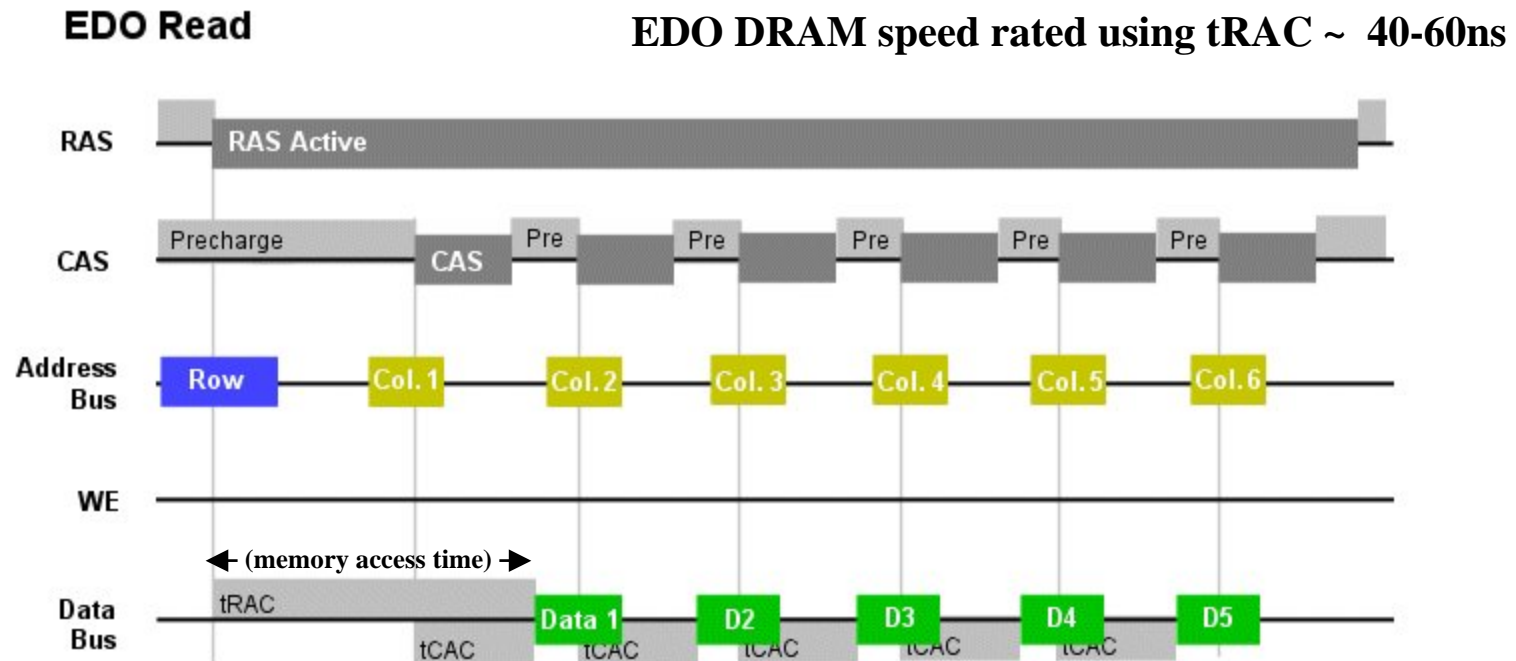 EDO Read
EDO DRAM speed rated using tRAC ~ 40-60ns
RAS
RAS Active
CAS
Precharge
CAS
Pre
Pre
Pre
Pre
Pre
Address
Bus
Row
Col. 1
Col. 2
Col. 3
Col. 4
Col. 5
Col. 6
WE
(memory access time)
Data
Bus
tRAC
Data 1
D2
D3
D4
D5
tCAC
tCAC
tCAC
tCAC
tCAC